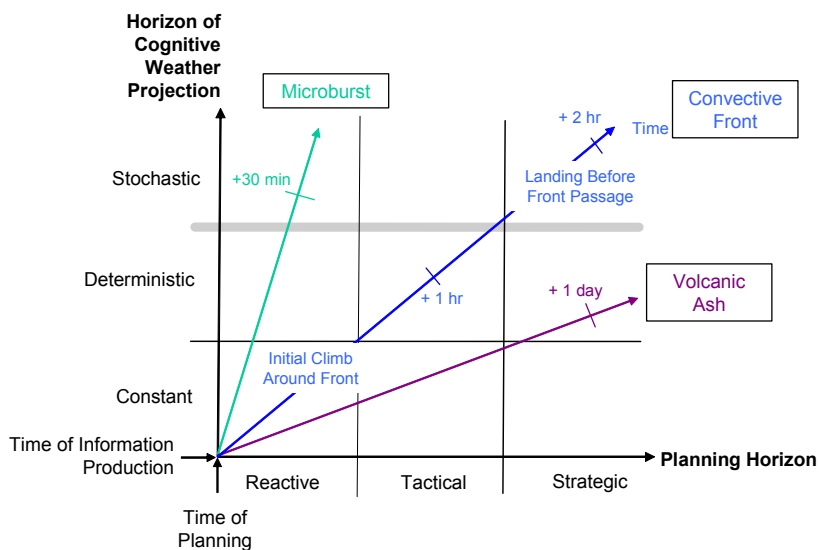 Horizon of
Cognitive
Weather
Projection
Microburst
Convective
Front
+ 2 hr
Time
Stochastic
+30 min
Landing Before
Front Passage
Deterministic
+ 1 hr
+ 1 day
Volcanic
Ash
Initial Climb
Around Front
Constant
Time of Information
Production
Planning Horizon
Reactive
Tactical
Strategic
Time of
Planning